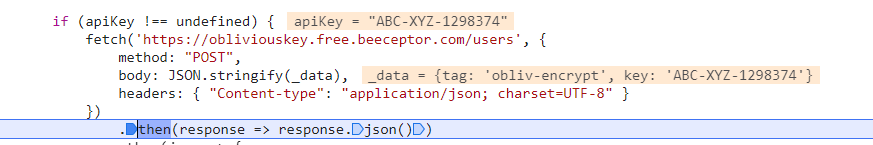 if (apiKey !== undefined) { apiKey = "ABC-XYZ-1298374"
fetch('https://obliviouskey.free.beeceptor.com/users', {
method: "POST",
body: JSON.stringify(_data), _data = {tag: 'obliv-encrypt', key: 'ABC-XYZ-1298374'}
headers: { "Content-type": "application/json; charset=UTF-8" }
})
.then(response => response.json())